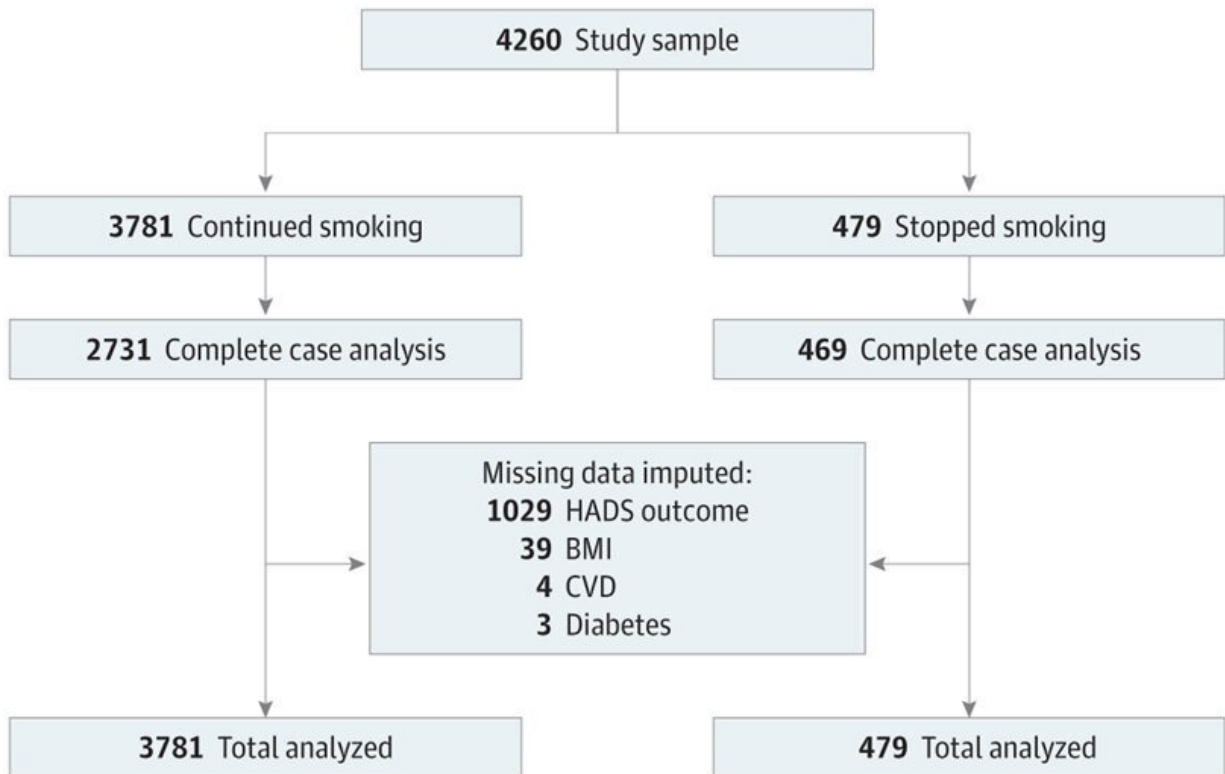 4260 Study sample
3781 Continued smoking
479 Stopped smoking
2731 Complete case analysis
469 Complete case analysis
Missing data imputed:
1029 HADS outcome
39 BMI
4 CVD
3 Diabetes
3781 Total analyzed
479 Total analyzed